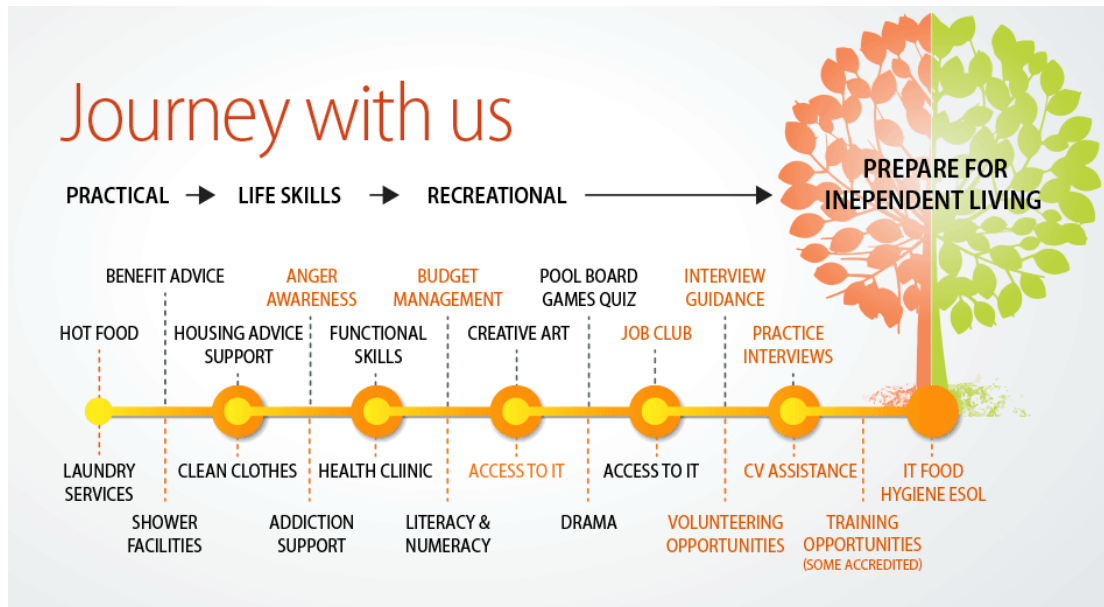 Journey with us
PRACTICAL
LIFE SKILLS
RECREATIONAL
PREPARE FOR
INEPENDENT LIVING
BENEFIT ADVICE
ANGER
AWARENESS
BUDGET
MANAGEMENT
POOL BOARD
GAMES QUIZ
INTERVIEW
GUIDANCE
HOT FOOD
HOUSING ADVICE
SUPPORT
FUNCTIONAL
SKILLS
CREATIVE ART
JOB CLUB
PRACTICE
INTERVIEWS
LAUNDRY
SERVICES
CLEAN CLOTHES
HEALTH CLIINIC
ACCESS TO IT
ACCESS TO IT
CV ASSISTANCE
IT FOOD
HYGIENE ESOL
SHOWER
FACILITIES
ADDICTION
SUPPORT
LITERACY &
NUMERACY
DRAMA
VOLUNTEERING
OPPORTUNITIES
TRAINING
OPPORTUNITIES
(SOME ACCREDITED)